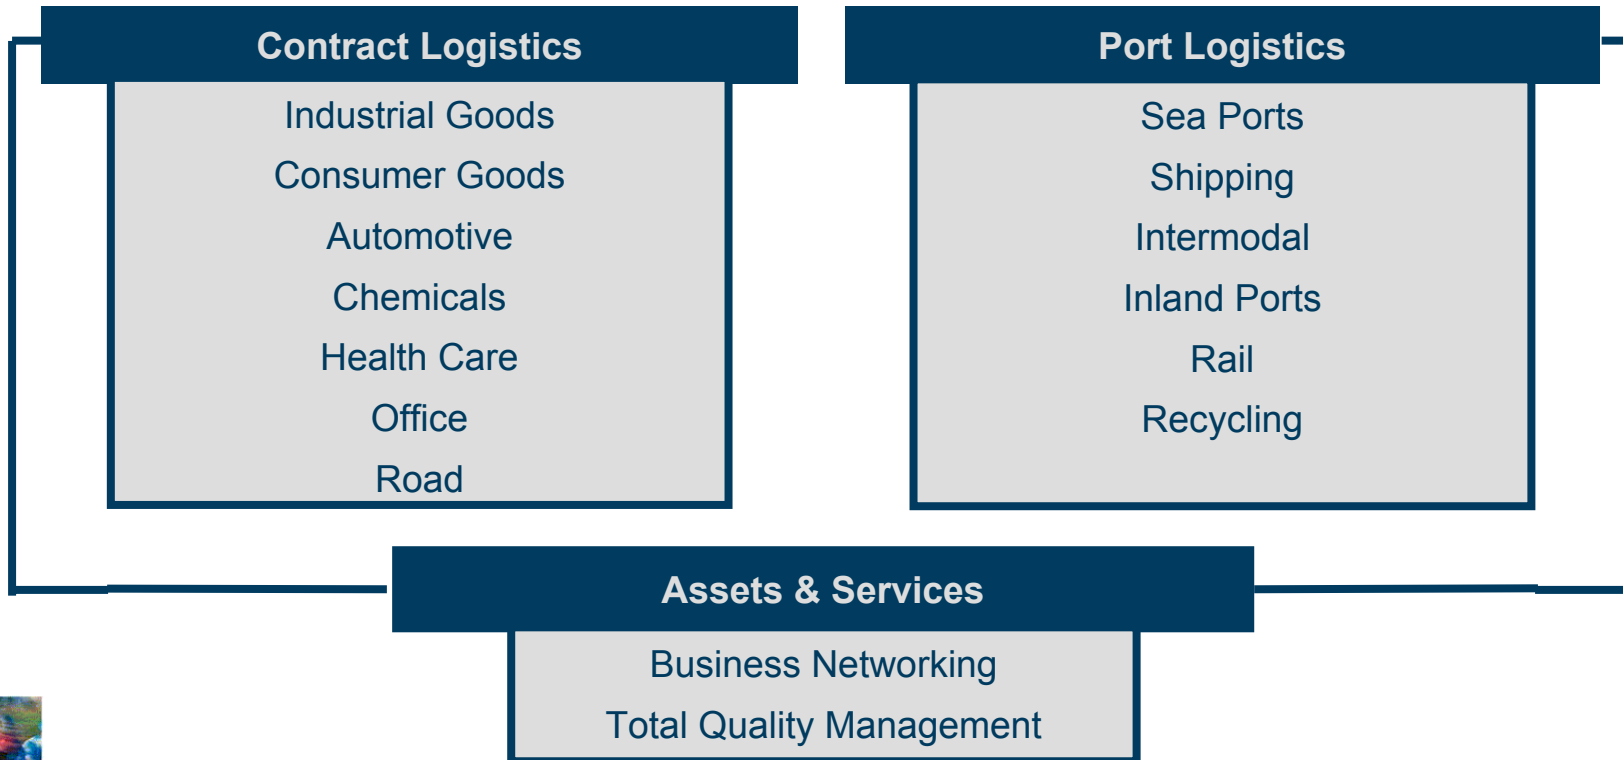 Contract Logistics
Industrial Goods
Consumer Goods
Automotive
Chemicals
Health Care
Office
Road
Port Logistics
Sea Ports
Shipping
Intermodal
Inland Ports
Rail
Recycling
Assets & Services
Business Networking
Total Quality Management